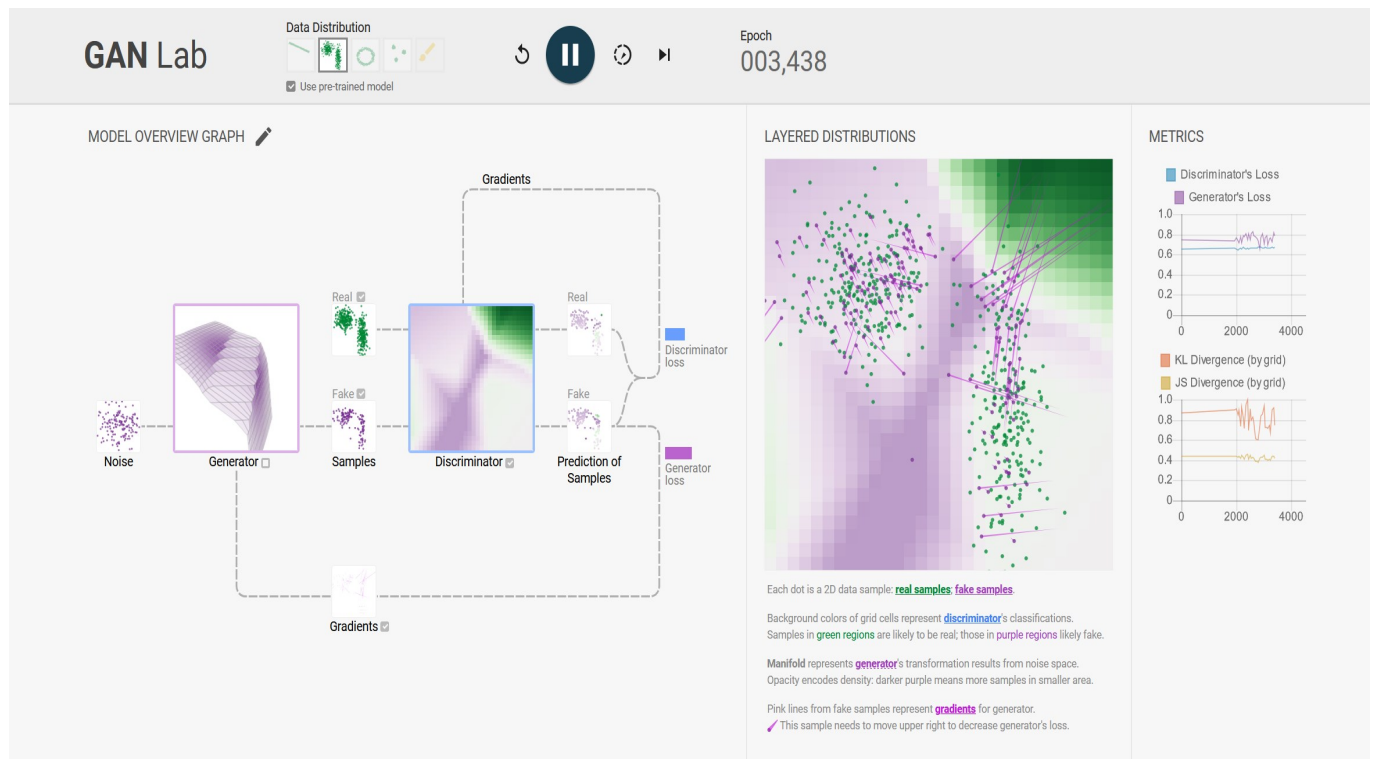 GAN Lab
Data Distribution
Use pre-trained model
Epoch
003,438
MODEL OVERVIEW GRAPH
Gradients
Real
Real
Discriminator
loss
Fake
Fake
Noise
Generator
Samples
Discriminator
Prediction of
Samples
Generator
loss
Gradients
LAYERED DISTRIBUTIONS
Each dot is a 2D data sample: real samples; fake samples.
Background colors of grid cells represent discriminator's classifications.
Samples in green regions are likely to be real; those in purple regions likely fake.
Manifold represents generator's transformation results from noise space.
Opacity encodes density: darker purple means more samples in smaller area.
Pink lines from fake samples represent gradients for generator.
This sample needs to move upper right to decrease generator's loss.
METRICS
Discriminator's Loss
Generator's Loss
1.0
0.8
0.6
0.4
0.2
0
0 2000 4000
KL Divergence (by grid)
JS Divergence (by grid)
1.0
0.8
0.6
0.4
0.2
0
0 2000 4000